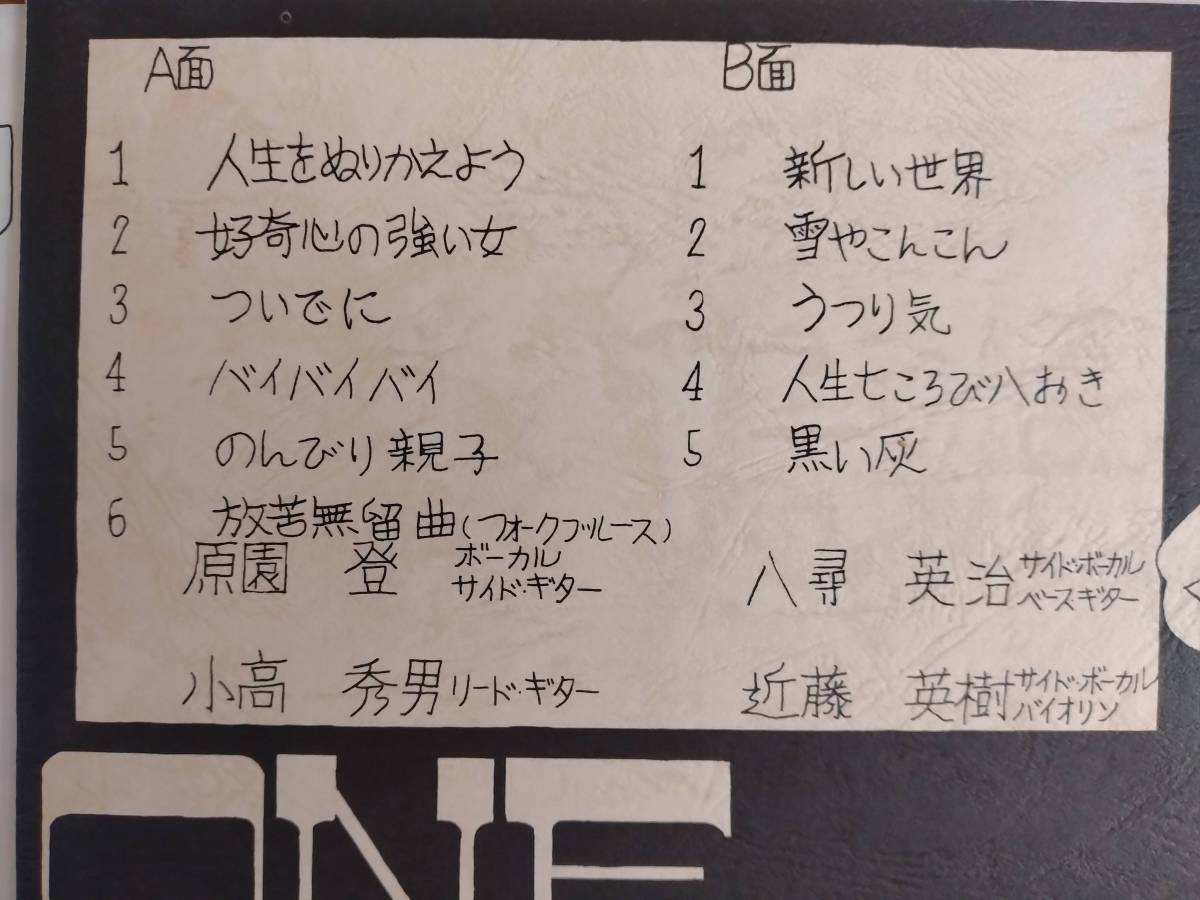 A面
1 人生をぬりかえよう
2 好奇心の強い女
3 ついでに
4 バイバイバイ
5 のんびり親子
6 放苦無留曲(フォークブルース)
B面
1 新しい世界
2 雪やこんこん
3 うつり気
4 人生七ころび八おき
5 黒い灰
原園 登 ボーカル
サイド・ギター
八尋 英治 サイド・ボーカル
ベース・ギター
小高 秀男 リード・ギター
近藤 英樹 サイド・ボーカル
バイオリン
ONE